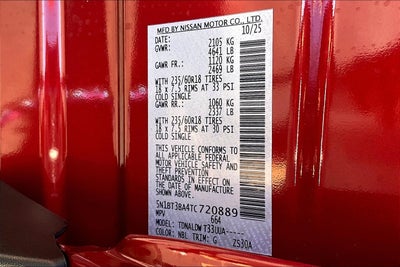 MFD BY NISSAN MOTOR CO., LTD.
DATE: 10/25
GVWR: 2105 KG
4641 LB
GAWR FR.: 1120 KG
2469 LB
WITH 235/60R18 TIRES
18 x 7.5 RIMS AT 33 PSI
COLD SINGLE
GAWR RR.: 1060 KG
2337 LB
WITH 235/60R18 TIRES
18 x 7.5 RIMS AT 30 PSI
COLD SINGLE
THIS VEHICLE CONFORMS TO
ALL APPLICABLE FEDERAL
MOTOR VEHICLE SAFETY
AND THEFT PREVENTION
STANDARDS IN EFFECT ON
THE DATE OF MANUFACTURE
SHOWN ABOVE.
5N1BT3BA4TC720889
MPV 664
MODEL: TDNALDW T33UUA-----
COLOR: NBL TRIM: G ZS30A